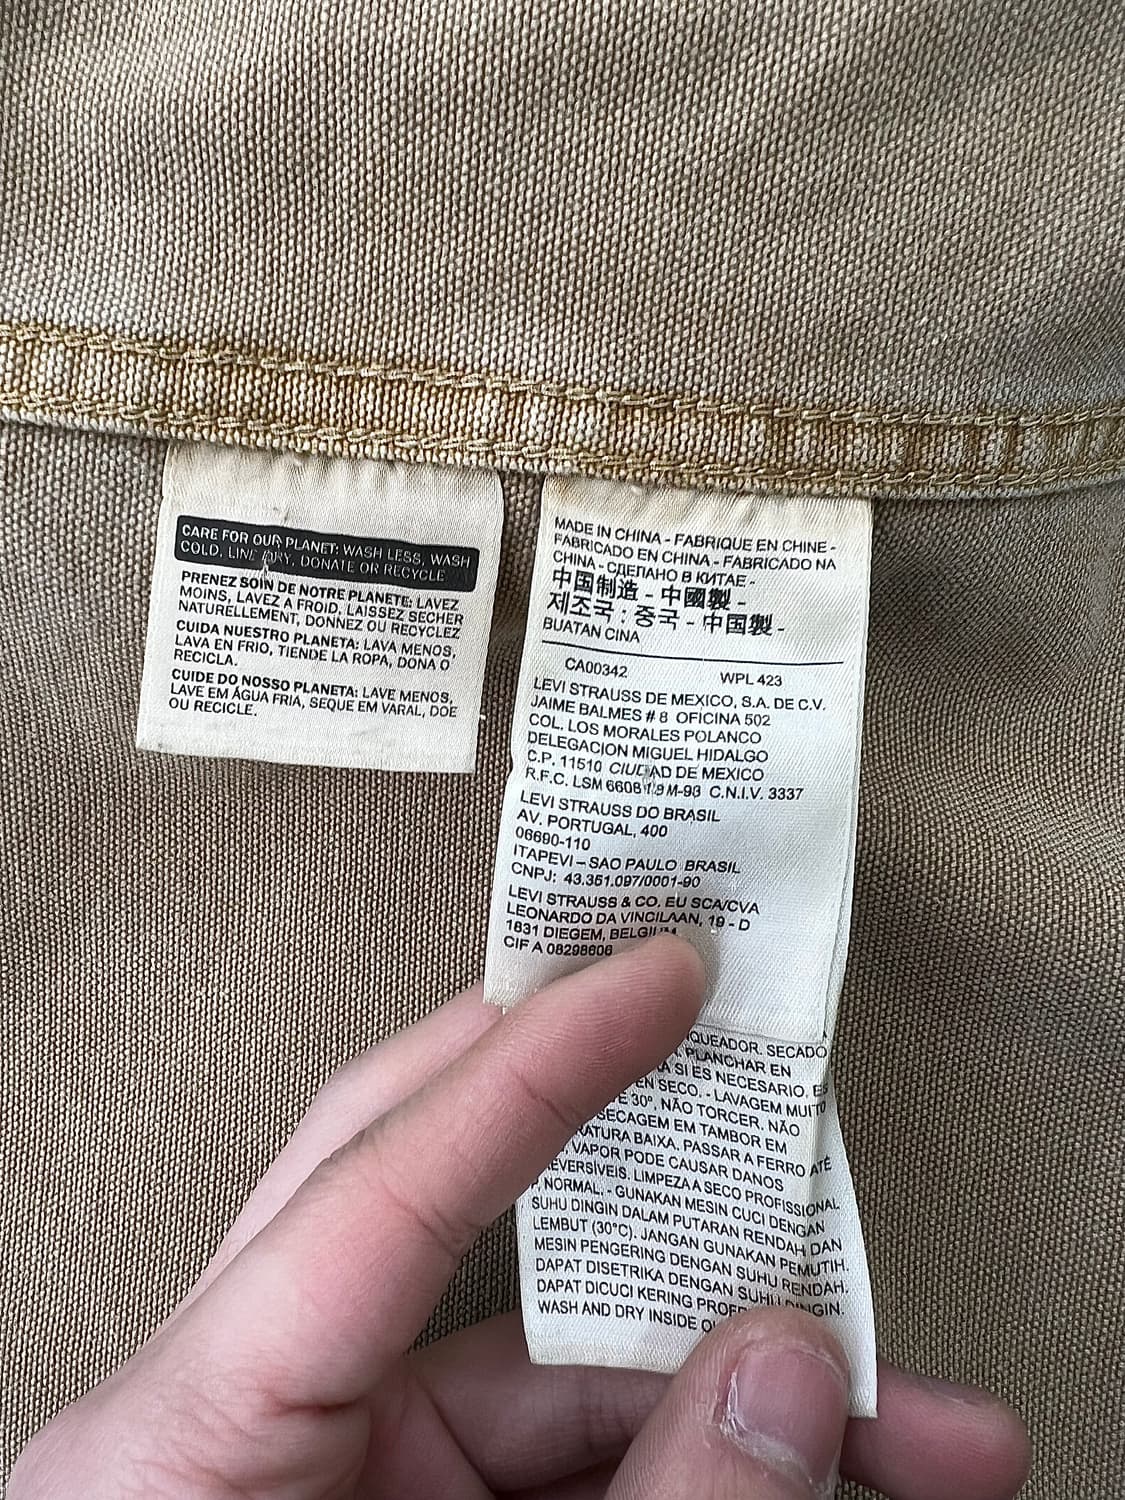 CARE FOR OUR PLANET: WASH LESS, WASH
COLD, LINE DRY, DONATE OR RECYCLE
PRENEZ SOIN DE NOTRE PLANETE: LAVEZ
MOINS, LAVEZ A FROID, LAISSEZ SECHER
NATURELLEMENT, DONNEZ OU RECYCLEZ
CUIDA NUESTRO PLANETA: LAVA MENOS,
LAVA EN FRIO, TIENDE LA ROPA, DONA O
RECICLA.
CUIDE DO NOSSO PLANETA: LAVE MENOS,
LAVE EM ÁGUA FRIA, SEQUE EM VARAL, DOE
OU RECICLE.
MADE IN CHINA - FABRIQUE EN CHINE -
FABRICADO EN CHINA - FABRICADO NA
CHINA - СДЕЛАНО В КИТАЕ -
中国制造 - 中國製 -
제조국 : 중국 - 中国製 -
BUATAN CINA
CA00342 WPL 423
LEVI STRAUSS DE MEXICO, S.A. DE C.V.
JAIME BALMES # 8 OFICINA 502
COL. LOS MORALES POLANCO
DELEGACION MIGUEL HIDALGO
C.P. 11510 CIUDAD DE MEXICO
R.F.C. LSM M-93 C.N.I.V. 3337
LEVI STRAUSS DO BRASIL
AV. PORTUGAL, 400
06690-110
ITAPEVI – SAO PAULO BRASIL
CNPJ: 43.351.097/0001-90
LEVI STRAUSS & CO. EU SCA/CVA
LEONARDO DA VINCILAAN, 19 - D
1831 DIEGEM, BELGIUM
CIF A 08298606
SECADO
PLANCHAR EN
SI ES NECESARIO.
EN SECO. - LAVAGEM MUITO
30°. NÃO TORCER. NÃO
SECAGEM EM TAMBOR EM
BAIXA. PASSAR A FERRO ATÉ
VAPOR PODE CAUSAR DANOS
LIMPEZA A SECO PROFISSIONAL
NORMAL. - GUNAKAN MESIN CUCI DENGAN
SUHU DINGIN DALAM PUTARAN RENDAH DAN
LEMBUT (30°C). JANGAN GUNAKAN PEMUTIH.
MESIN PENGERING DENGAN SUHU RENDAH.
DAPAT DISETRIKA DENGAN SUHU DINGIN.
DAPAT DICUCI KERING
WASH AND DRY INSIDE